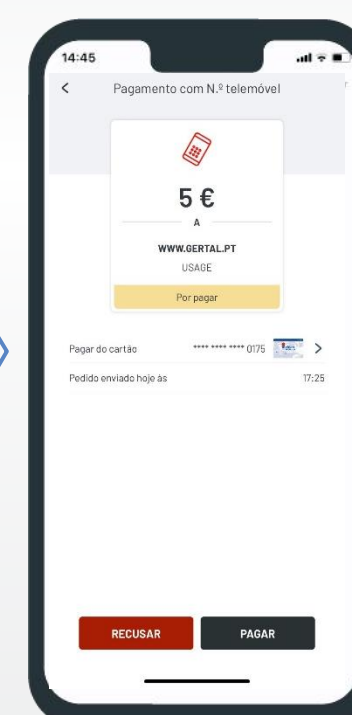 14:45
Pagamento com N.º telemóvel
5 €
A
WWW.GERTAL.PT
USAGE
Por pagar
Pagar do cartão **** **** **** 0175
Pedido enviado hoje às 17:25
RECUSAR PAGAR